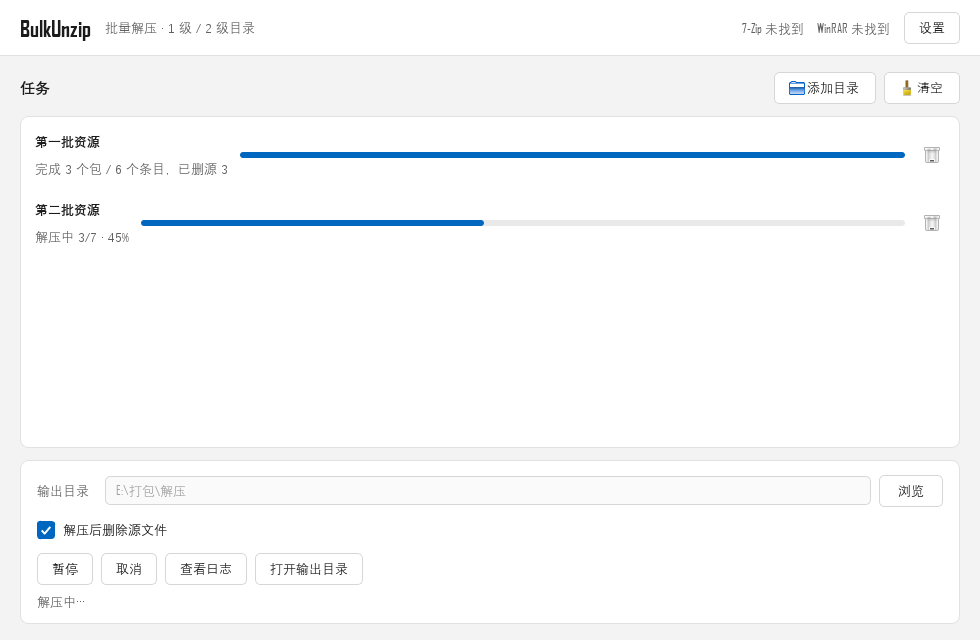 BulkUnzip 批量解压 · 1 级 / 2 级目录 7-Zip 未找到 WinRAR 未找到 设置
任务 添加目录 清空
第一批资源
完成 3 个包 / 6 个条目，已删源 3
第二批资源
解压中 3/7 · 45%
输出目录 E:\打包\解压 浏览
解压后删除源文件
暂停 取消 查看日志 打开输出目录
解压中…